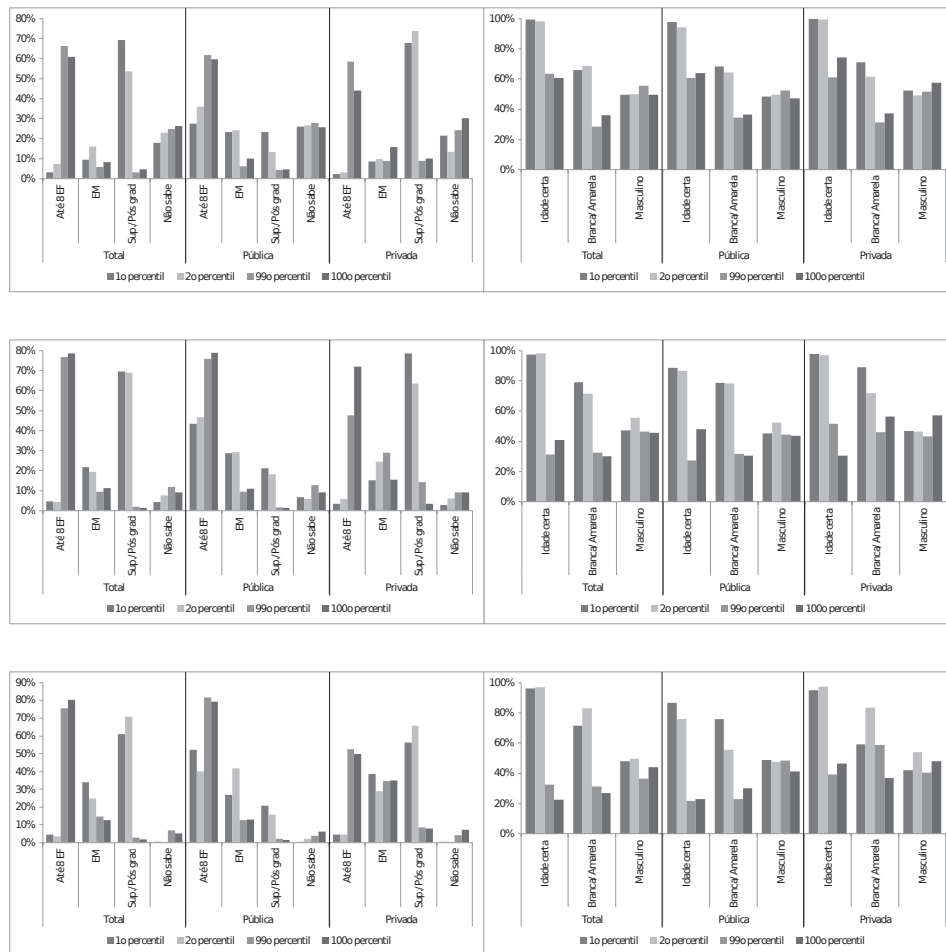 80%
70%
60%
50%
40%
30%
20%
10%
0%
Até 8 EF
EM
Sup./Pós grad
Não sabe
Até 8 EF
EM
Sup./Pós grad
Não sabe
Até 8 EF
EM
Sup./Pós grad
Não sabe
Total Pública Privada
1o percentil 2o percentil 99o percentil 100o percentil
100%
80%
60%
40%
20%
0%
Idade certa
Branca/Amarela
Masculino
Idade certa
Branca/Amarela
Masculino
Idade certa
Branca/Amarela
Masculino
Total Pública Privada
1o percentil 2o percentil 99o percentil 100o percentil
80%
70%
60%
50%
40%
30%
20%
10%
0%
Até 8 EF
EM
Sup./Pós grad
Não sabe
Até 8 EF
EM
Sup./Pós grad
Não sabe
Até 8 EF
EM
Sup./Pós grad
Não sabe
Total Pública Privada
1o percentil 2o percentil 99o percentil 100o percentil
100%
80%
60%
40%
20%
0%
Idade certa
Branca/Amarela
Masculino
Idade certa
Branca/Amarela
Masculino
Idade certa
Branca/Amarela
Masculino
Total Pública Privada
1o percentil 2o percentil 99o percentil 100o percentil
90%
80%
70%
60%
50%
40%
30%
20%
10%
0%
Até 8 EF
EM
Sup./Pós grad
Não sabe
Até 8 EF
EM
Sup./Pós grad
Não sabe
Até 8 EF
EM
Sup./Pós grad
Não sabe
Total Pública Privada
1o percentil 2o percentil 99o percentil 100o percentil
100%
80%
60%
40%
20%
0%
Idade certa
Branca/Amarela
Masculino
Idade certa
Branca/Amarela
Masculino
Idade certa
Branca/Amarela
Masculino
Total Pública Privada
1o percentil 2o percentil 99o percentil 100o percentil